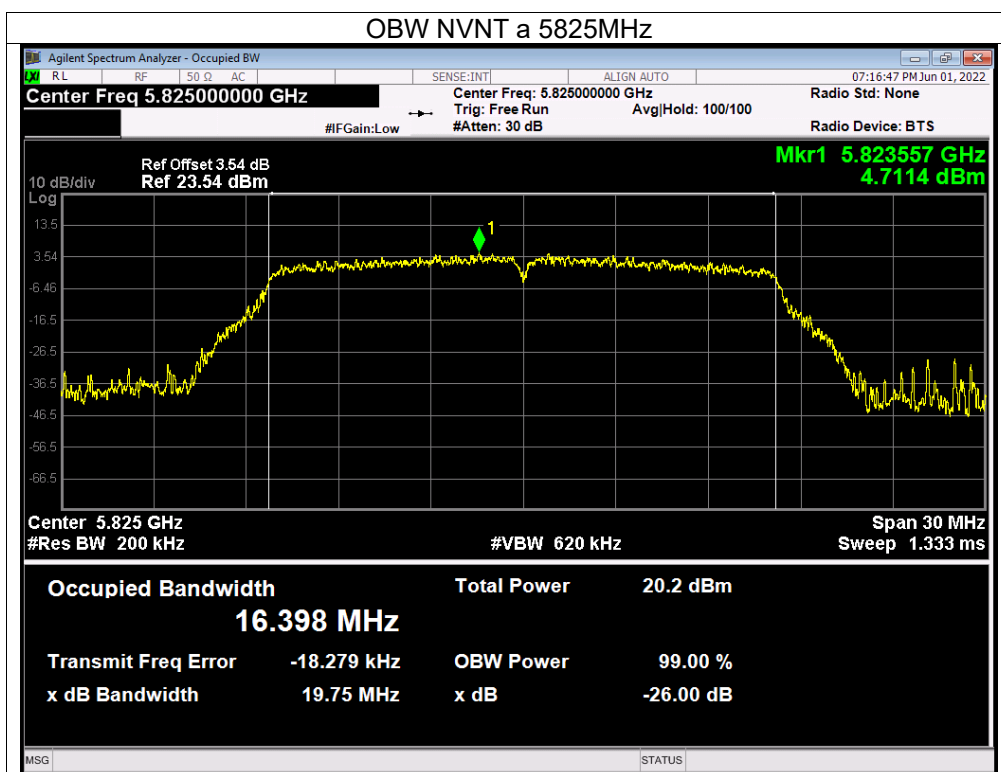 OBW NVNT a 5825MHz
Agilent Spectrum Analyzer - Occupied BW
LXI RL RF 50 Ω AC SENSE:INT ALIGN AUTO 07:16:47 PM Jun 01, 2022
Center Freq 5.825000000 GHz Center Freq: 5.825000000 GHz Radio Std: None
Trig: Free Run Avg|Hold: 100/100
#IFGain:Low #Atten: 30 dB Radio Device: BTS
Mkr1 5.823557 GHz
4.7114 dBm
Ref Offset 3.54 dB
10 dB/div Ref 23.54 dBm
Log
13.5
1
3.54
-6.46
-16.5
-26.5
-36.5
-46.5
-56.5
-66.5
Center 5.825 GHz Span 30 MHz
#Res BW 200 kHz #VBW 620 kHz Sweep 1.333 ms
Occupied Bandwidth Total Power 20.2 dBm
16.398 MHz
Transmit Freq Error -18.279 kHz OBW Power 99.00 %
x dB Bandwidth 19.75 MHz x dB -26.00 dB
MSG STATUS